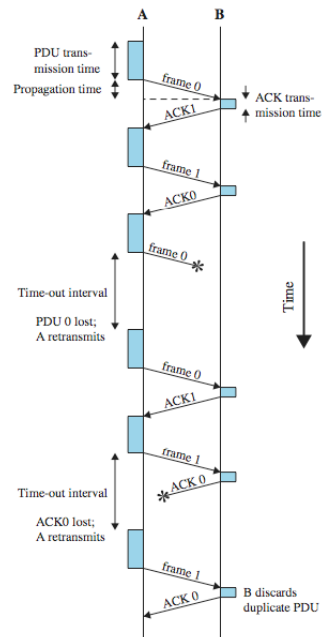 A
B
PDU trans-
mission time
Propagation time
frame 0
ACK trans-
mission time
ACK1
frame 1
ACK0
frame 0
Time-out interval
PDU 0 lost;
A retransmits
Time
frame 0
ACK1
frame 1
ACK 0
Time-out interval
ACK0 lost;
A retransmits
frame 1
ACK 0
B discards
duplicate PDU